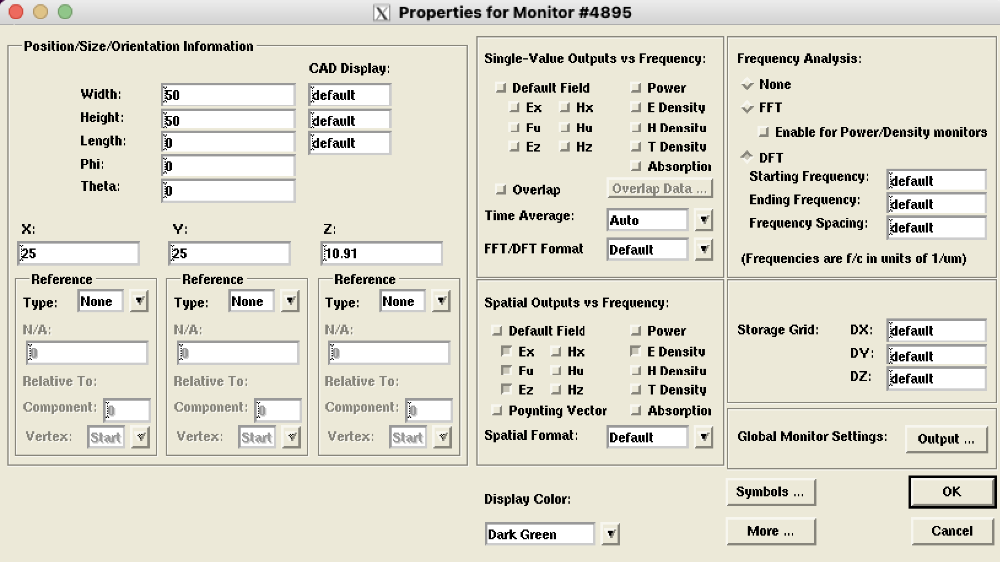 Properties for Monitor #4895
Position/Size/Orientation Information
CAD Display:
Width: 50 default
Height: 50 default
Length: 0 default
Phi: 0
Theta: 0
X: Y: Z:
25 25 10.91
Reference Reference Reference
Type: None Type: None Type: None
N/A: N/A: N/A:
0 0 0
Relative To: Relative To: Relative To:
Component: 0 Component: 0 Component: 0
Vertex: Start Vertex: Start Vertex: Start
Single-Value Outputs vs Frequency:
Default Field Power
Ex Hx E Density
Ey Hy H Density
Ez Hz T Density
Absorption
Overlap Overlap Data ...
Time Average: Auto
FFT/DFT Format Default
Spatial Outputs vs Frequency:
Default Field Power
Ex Hx E Density
Ey Hy H Density
Ez Hz T Density
Poynting Vector Absorption
Spatial Format: Default
Display Color:
Dark Green
Frequency Analysis:
None
FFT
Enable for Power/Density monitors
DFT
Starting Frequency: default
Ending Frequency: default
Frequency Spacing: default
(Frequencies are f/c in units of 1/um)
Storage Grid: DX: default
DY: default
DZ: default
Global Monitor Settings: Output ...
Symbols ... OK
More ... Cancel